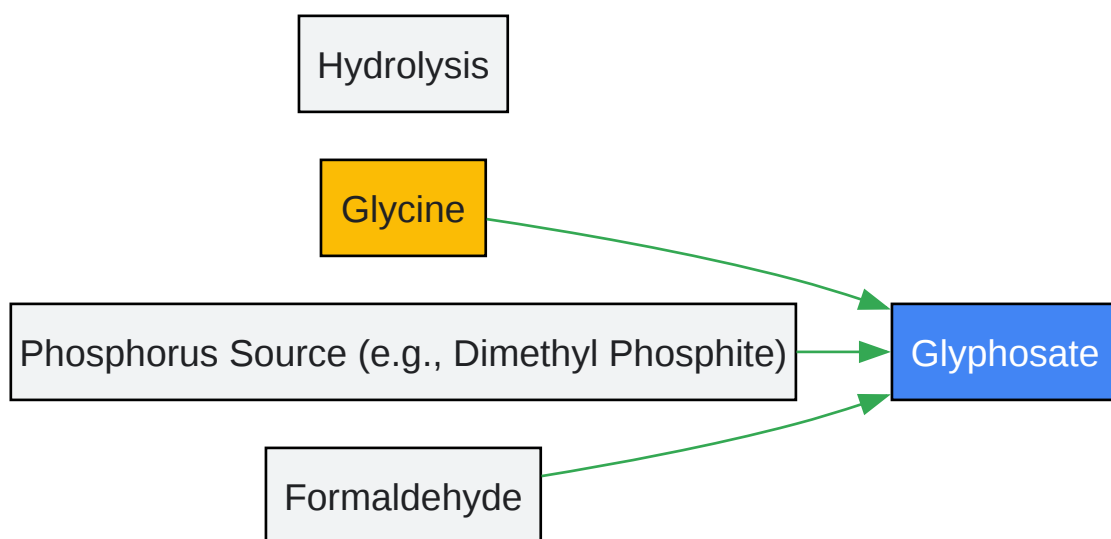 Hydrolysis
Glycine
Phosphorus Source (e.g., Dimethyl Phosphite)
Glyphosate
Formaldehyde